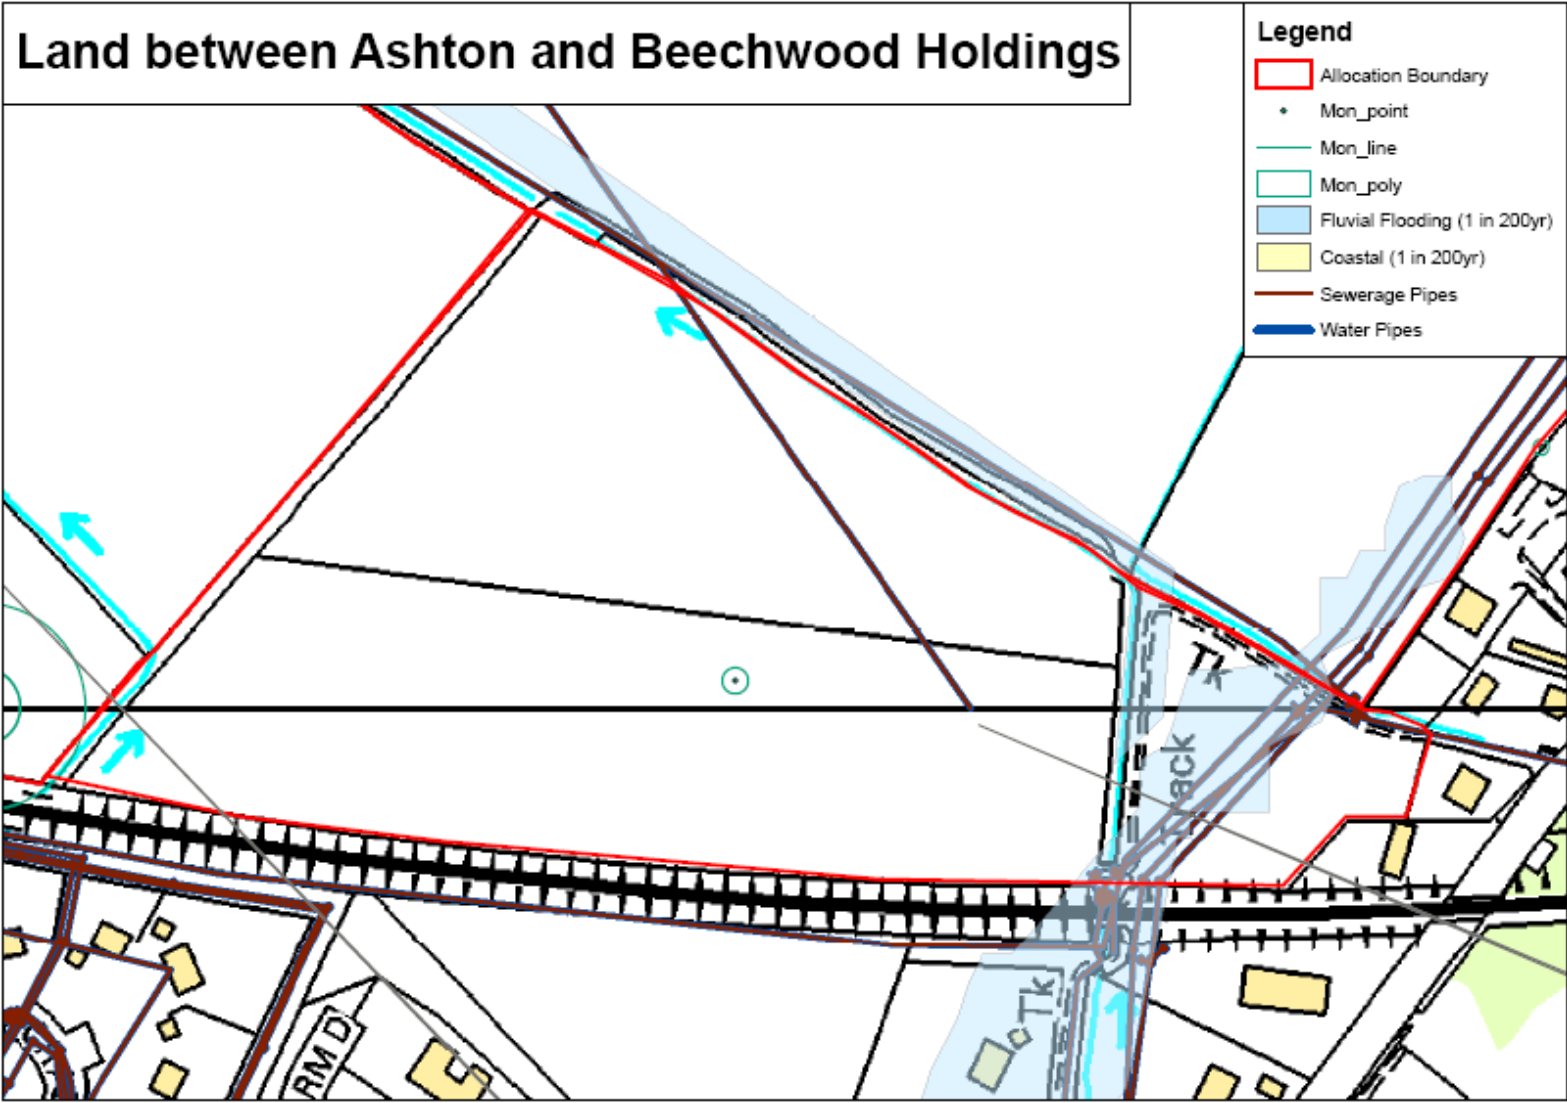 Land between Ashton and Beechwood Holdings
Legend
Allocation Boundary
Mon_point
Mon_line
Mon_poly
Fluvial Flooding (1 in 200yr)
Coastal (1 in 200yr)
Sewerage Pipes
Water Pipes
Tk
Track
Tk
RM D